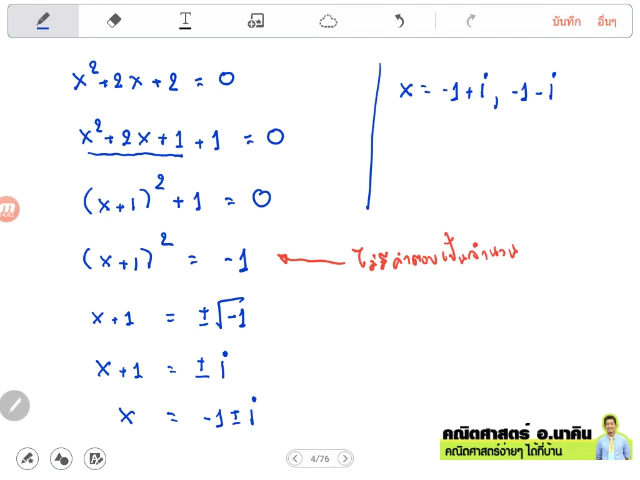 บันทึก อื่นๆ
x² + 2x + 2 = 0
x² + 2x + 1 + 1 = 0
(x+1)² + 1 = 0
(x+1)² = -1
ไม่มีคำตอบเป็นจำนวน
x + 1 = ±√-1
x + 1 = ± i
x = -1 ± i
x = -1 + i, -1 - i
4/76
คณิตศาสตร์ อ.นาคิน
คณิตศาสตร์ง่ายๆ ได้ที่บ้าน